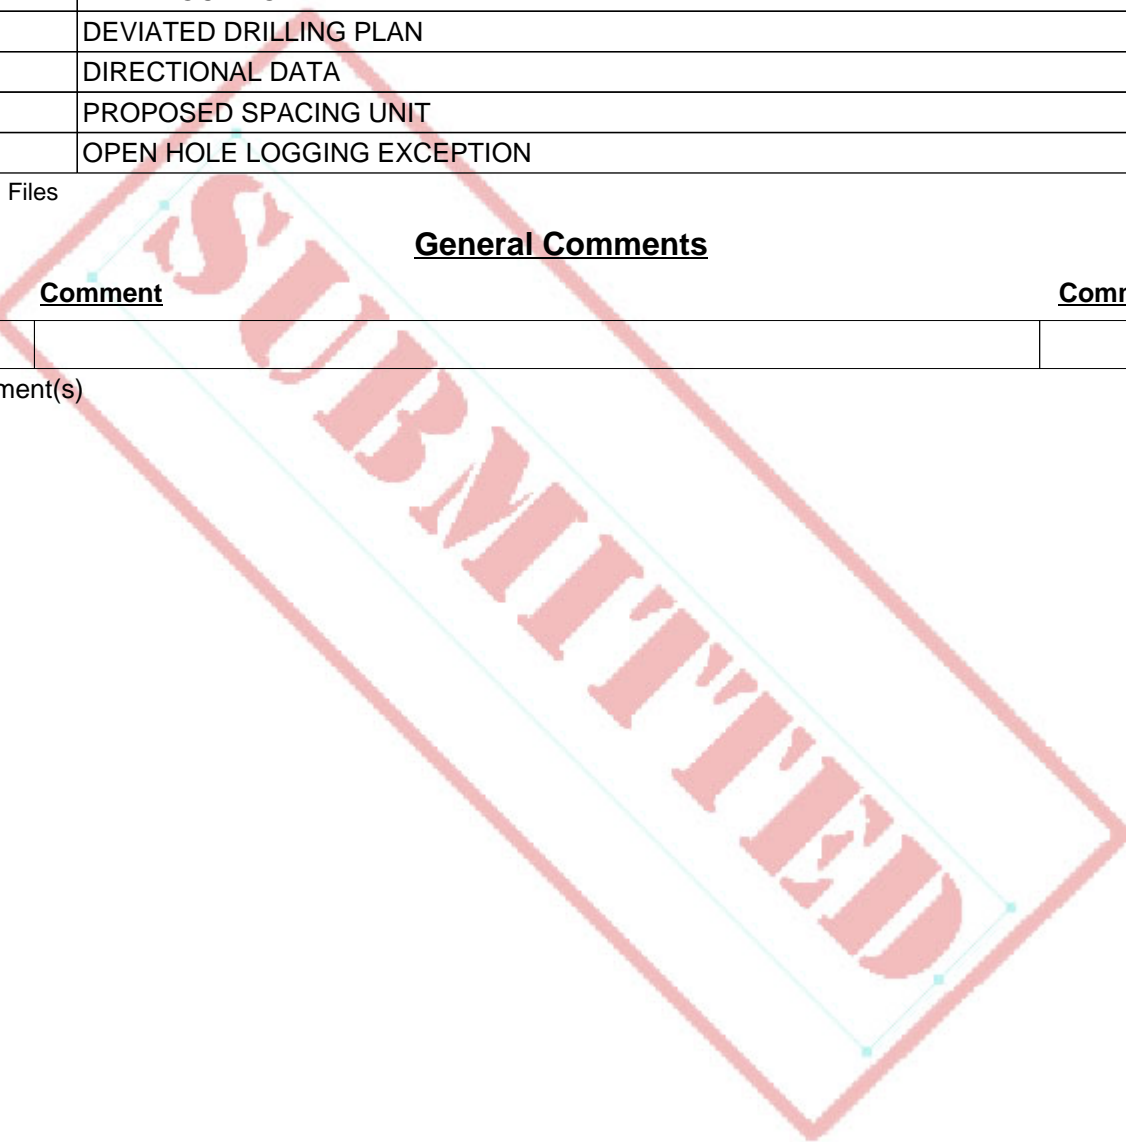 DEVIATED DRILLING PLAN
DIRECTIONAL DATA
PROPOSED SPACING UNIT
OPEN HOLE LOGGING EXCEPTION
Files
General Comments
Comment
ment(s)
SUBMITTED